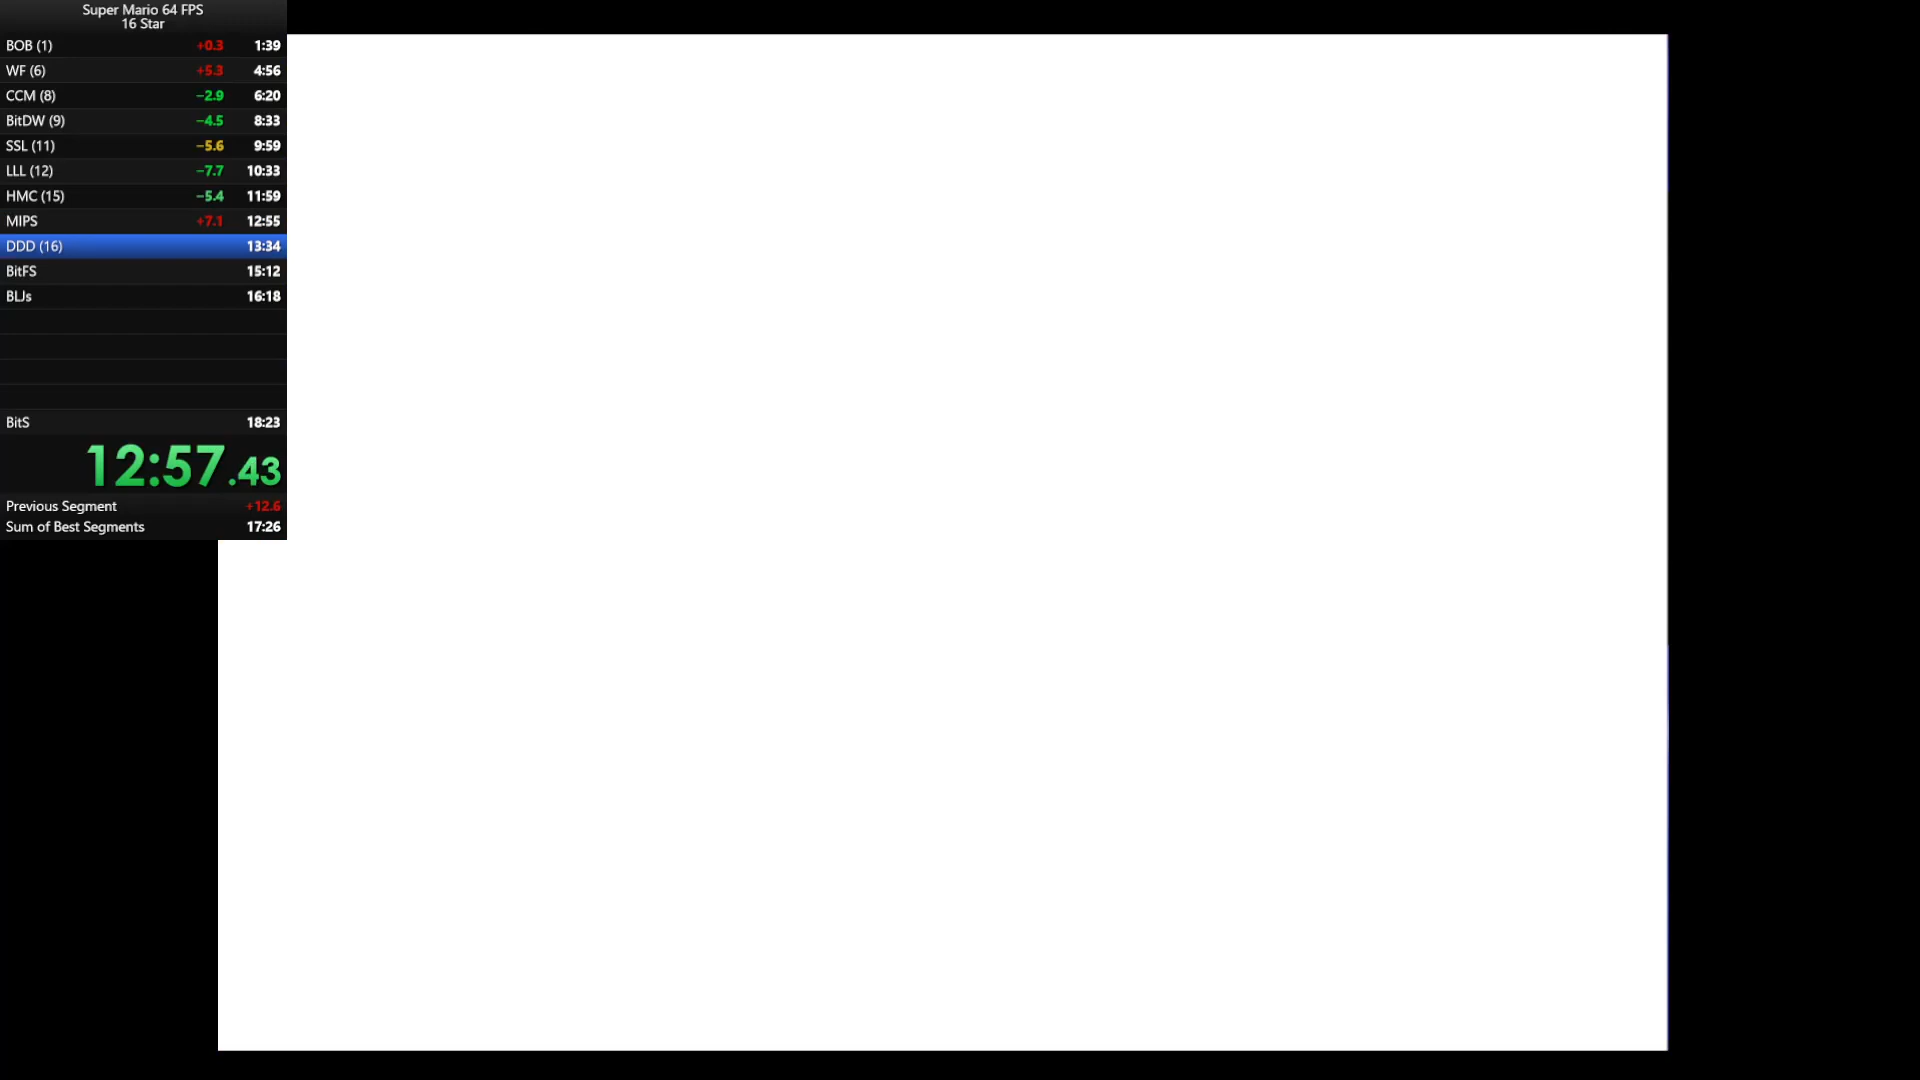 Super Mario 64 FPS
16 Star
BOB (1) +0.3 1:39
WF (6) +5.3 4:56
CCM (8) −2.9 6:20
BitDW (9) −4.5 8:33
SSL (11) −5.6 9:59
LLL (12) −7.7 10:33
HMC (15) −5.4 11:59
MIPS +7.1 12:55
DDD (16) 13:34
BitFS 15:12
BLJs 16:18
BitS 18:23
12:57.43
Previous Segment +12.6
Sum of Best Segments 17:26